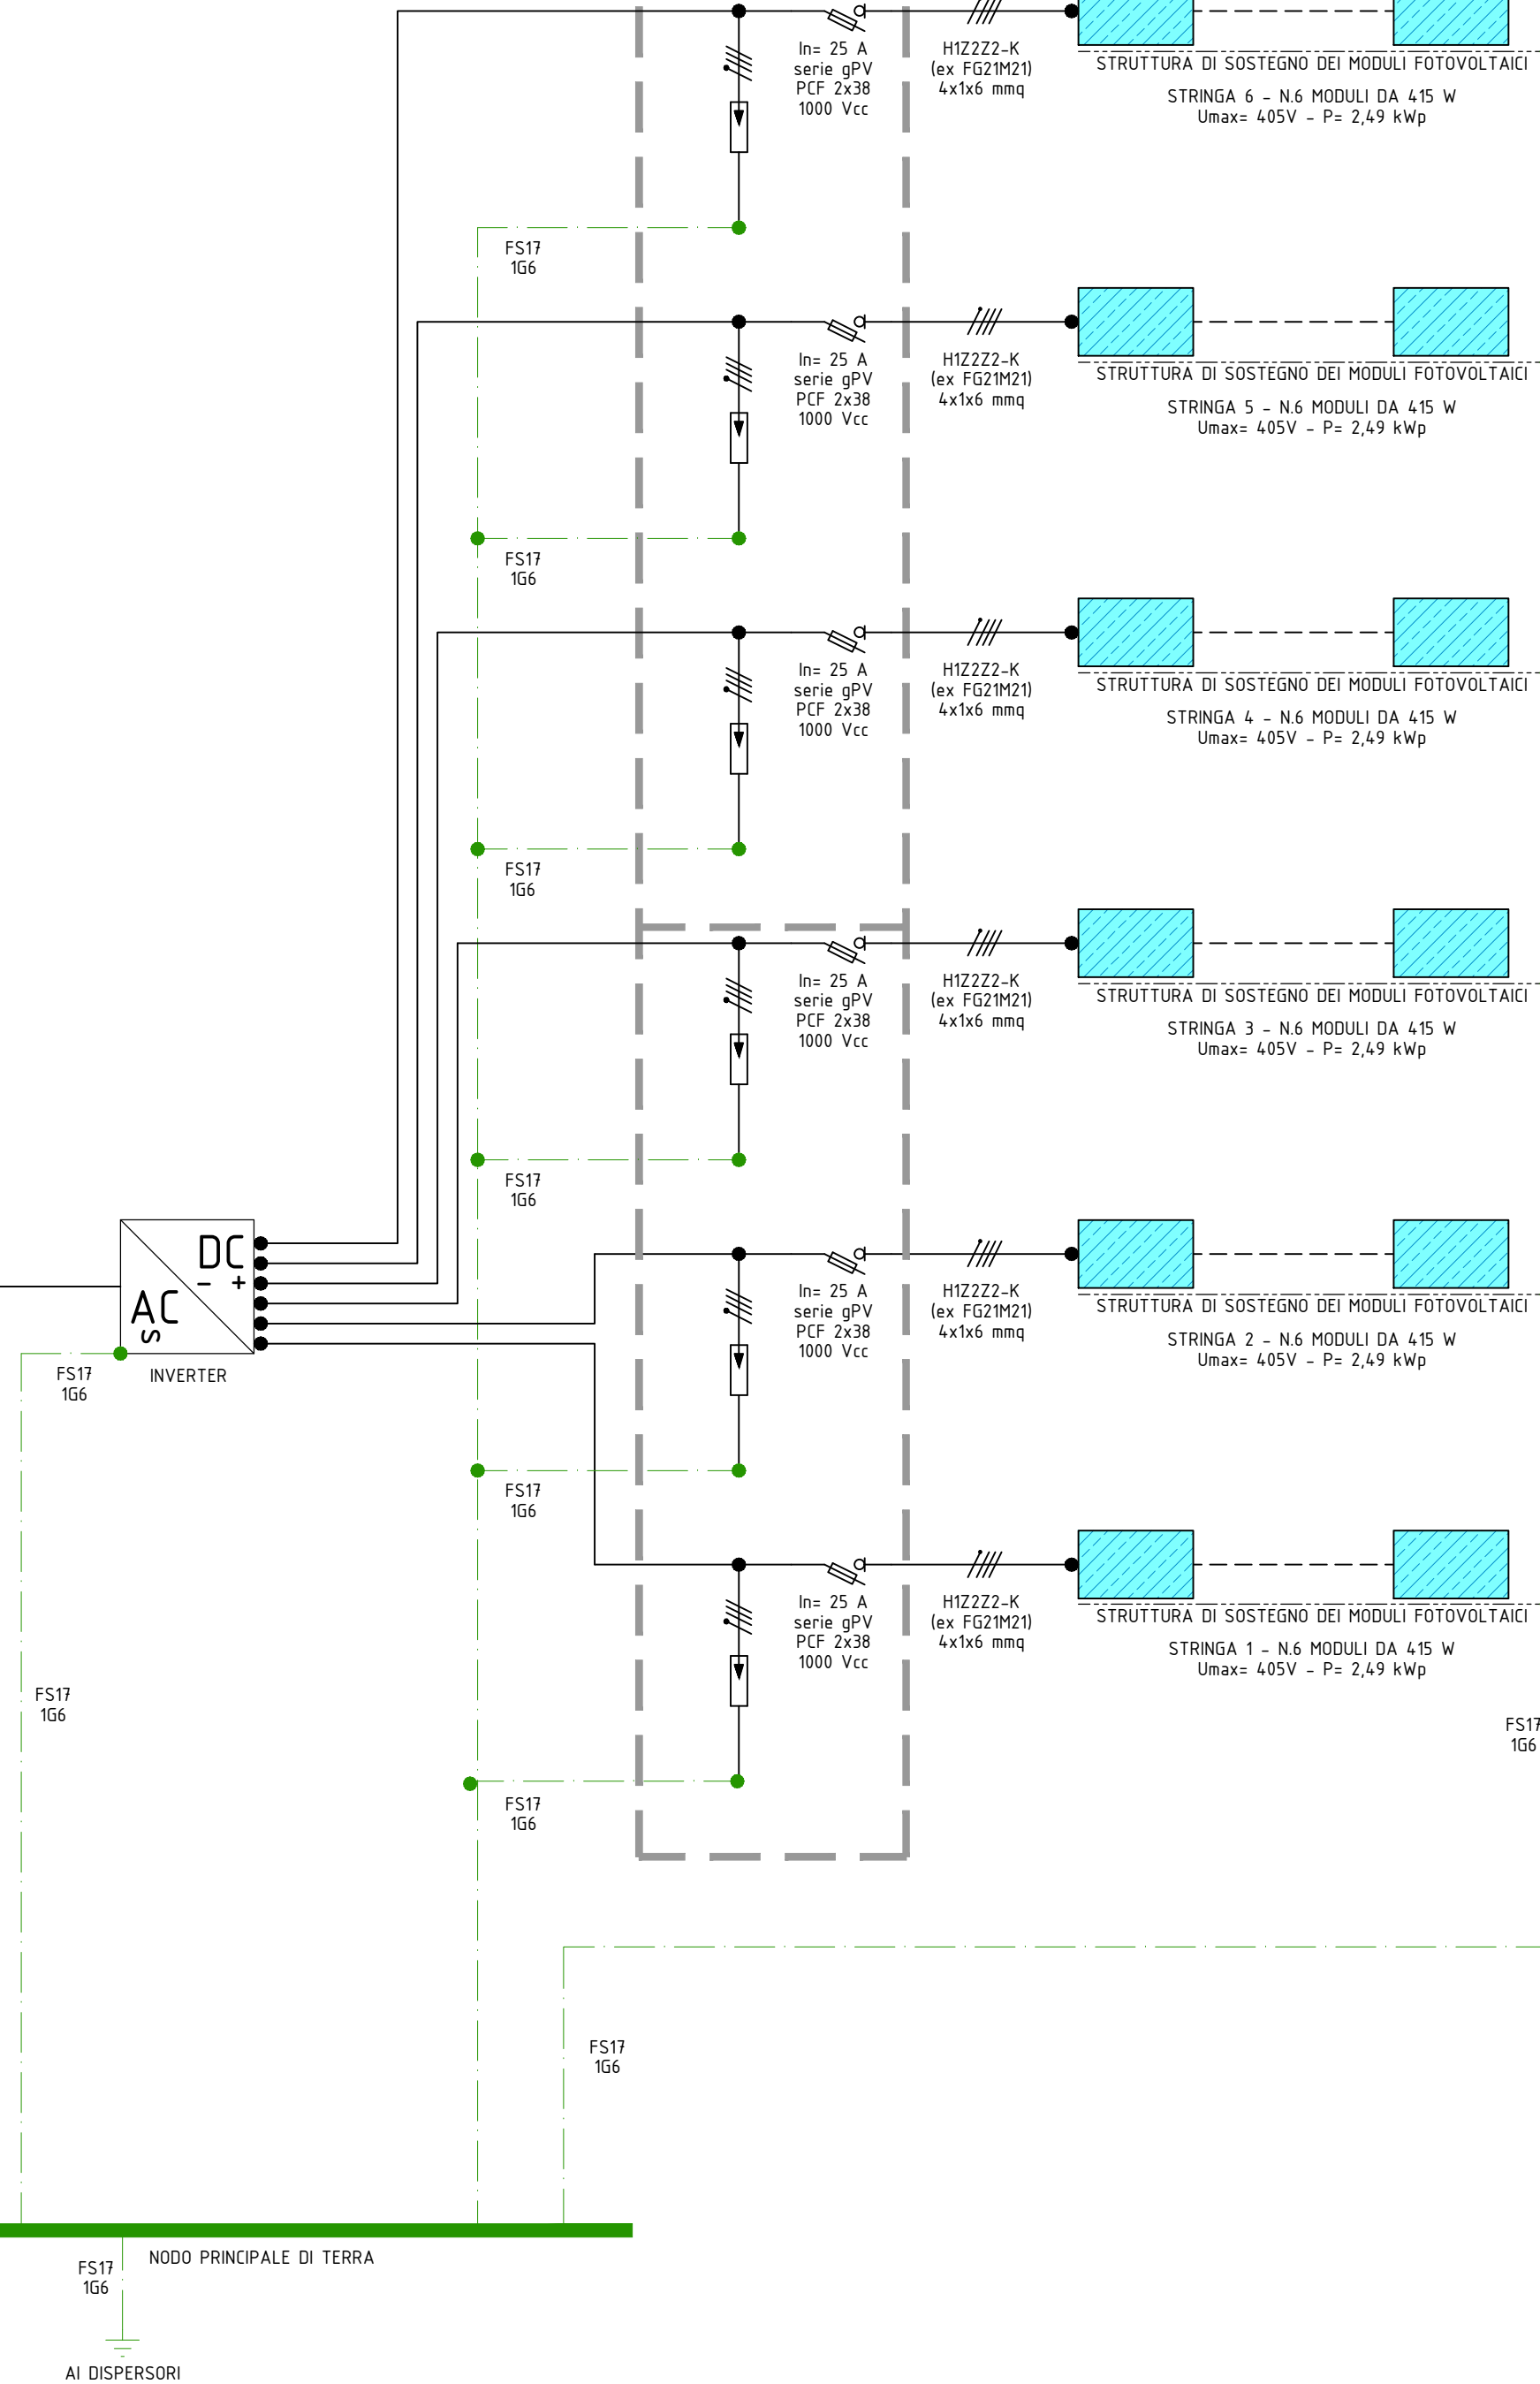 In= 25 A
serie gPV
PCF 2x38
1000 Vcc
H1Z2Z2-K
(ex FG21M21)
4x1x6 mmq
STRUTTURA DI SOSTEGNO DEI MODULI FOTOVOLTAICI
STRINGA 6 - N.6 MODULI DA 415 W
Umax= 405V - P= 2,49 kWp
FS17
1G6
In= 25 A
serie gPV
PCF 2x38
1000 Vcc
H1Z2Z2-K
(ex FG21M21)
4x1x6 mmq
STRUTTURA DI SOSTEGNO DEI MODULI FOTOVOLTAICI
STRINGA 5 - N.6 MODULI DA 415 W
Umax= 405V - P= 2,49 kWp
FS17
1G6
In= 25 A
serie gPV
PCF 2x38
1000 Vcc
H1Z2Z2-K
(ex FG21M21)
4x1x6 mmq
STRUTTURA DI SOSTEGNO DEI MODULI FOTOVOLTAICI
STRINGA 4 - N.6 MODULI DA 415 W
Umax= 405V - P= 2,49 kWp
FS17
1G6
In= 25 A
serie gPV
PCF 2x38
1000 Vcc
H1Z2Z2-K
(ex FG21M21)
4x1x6 mmq
STRUTTURA DI SOSTEGNO DEI MODULI FOTOVOLTAICI
STRINGA 3 - N.6 MODULI DA 415 W
Umax= 405V - P= 2,49 kWp
FS17
1G6
DC
- +
AC
S
INVERTER
FS17
1G6
In= 25 A
serie gPV
PCF 2x38
1000 Vcc
H1Z2Z2-K
(ex FG21M21)
4x1x6 mmq
STRUTTURA DI SOSTEGNO DEI MODULI FOTOVOLTAICI
STRINGA 2 - N.6 MODULI DA 415 W
Umax= 405V - P= 2,49 kWp
FS17
1G6
In= 25 A
serie gPV
PCF 2x38
1000 Vcc
H1Z2Z2-K
(ex FG21M21)
4x1x6 mmq
STRUTTURA DI SOSTEGNO DEI MODULI FOTOVOLTAICI
STRINGA 1 - N.6 MODULI DA 415 W
Umax= 405V - P= 2,49 kWp
FS17
1G6
FS17
1G6
FS17
1G6
FS17
1G6
NODO PRINCIPALE DI TERRA
FS17
1G6
AI DISPERSORI